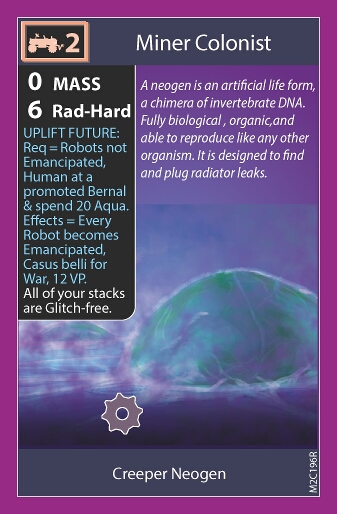 2
Miner Colonist
0 MASS
6 Rad-Hard
UPLIFT FUTURE:
Req = Robots not
Emancipated,
Human at a
promoted Bernal
& spend 20 Aqua.
Effects = Every
Robot becomes
Emancipated,
Casus belli for
War, 12 VP.
All of your stacks
are Glitch-free.
A neogen is an artificial life form,
a chimera of invertebrate DNA.
Fully biological , organic,and
able to reproduce like any other
organism. It is designed to find
and plug radiator leaks.
Creeper Neogen
M2C196R